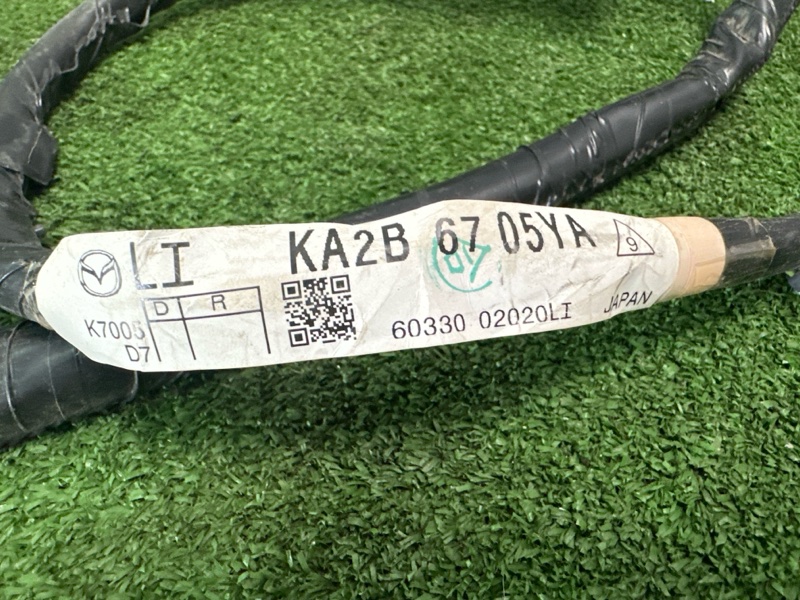 LI KA2B 67 05YA 9
D R
K7005
D7
60330 02020LI JAPAN